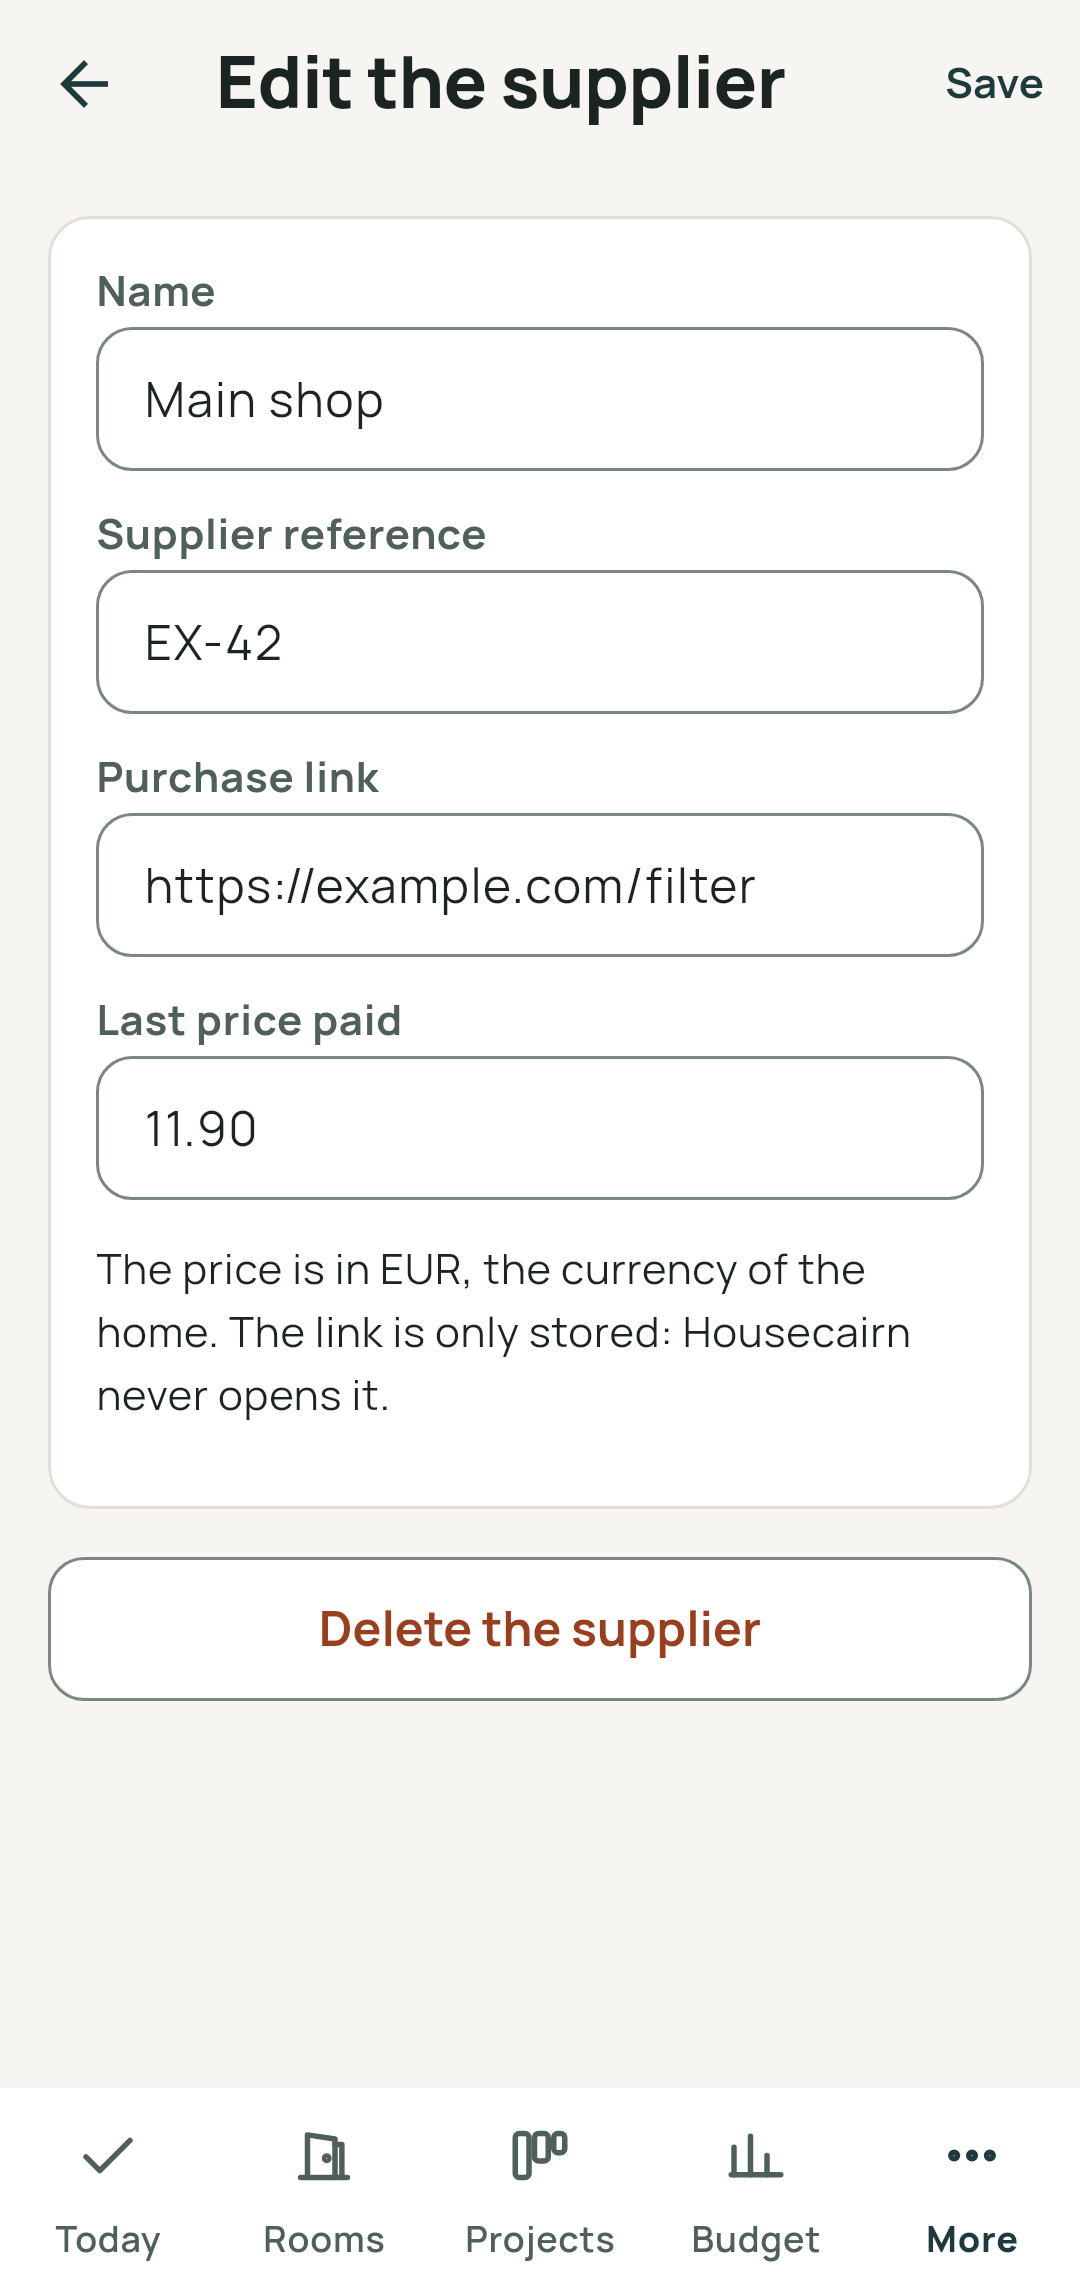 Edit the supplier
Save
Name
Main shop
Supplier reference
EX-42
Purchase link
https://example.com/filter
Last price paid
11.90
The price is in EUR, the currency of the
home. The link is only stored: Housecairn
never opens it.
Delete the supplier
Today
Rooms
Projects
Budget
More